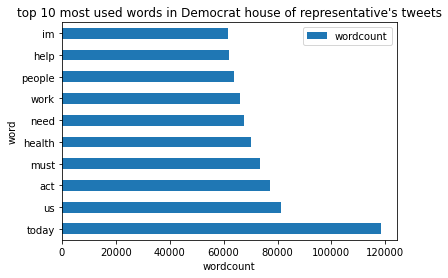 top 10 most used words in Democrat house of representative's tweets
wordcount
im
help
people
work
need
health
must
act
us
today
word
0 20000 40000 60000 80000 100000 120000
wordcount